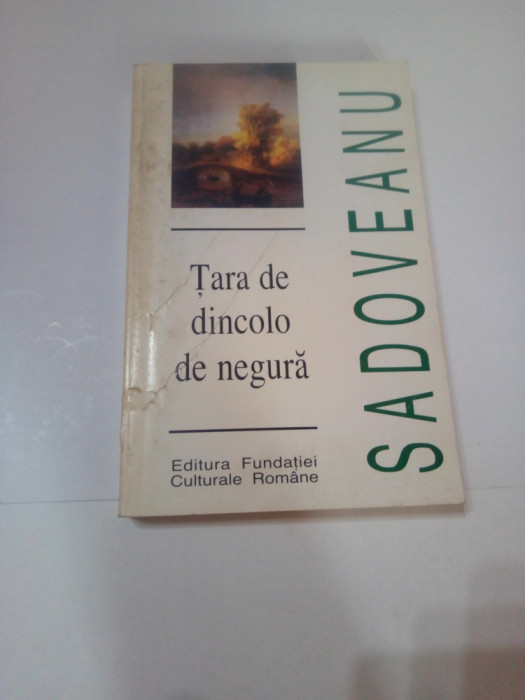 SADOVEANU
Țara de
dincolo
de negură
Editura Fundației
Culturale Române